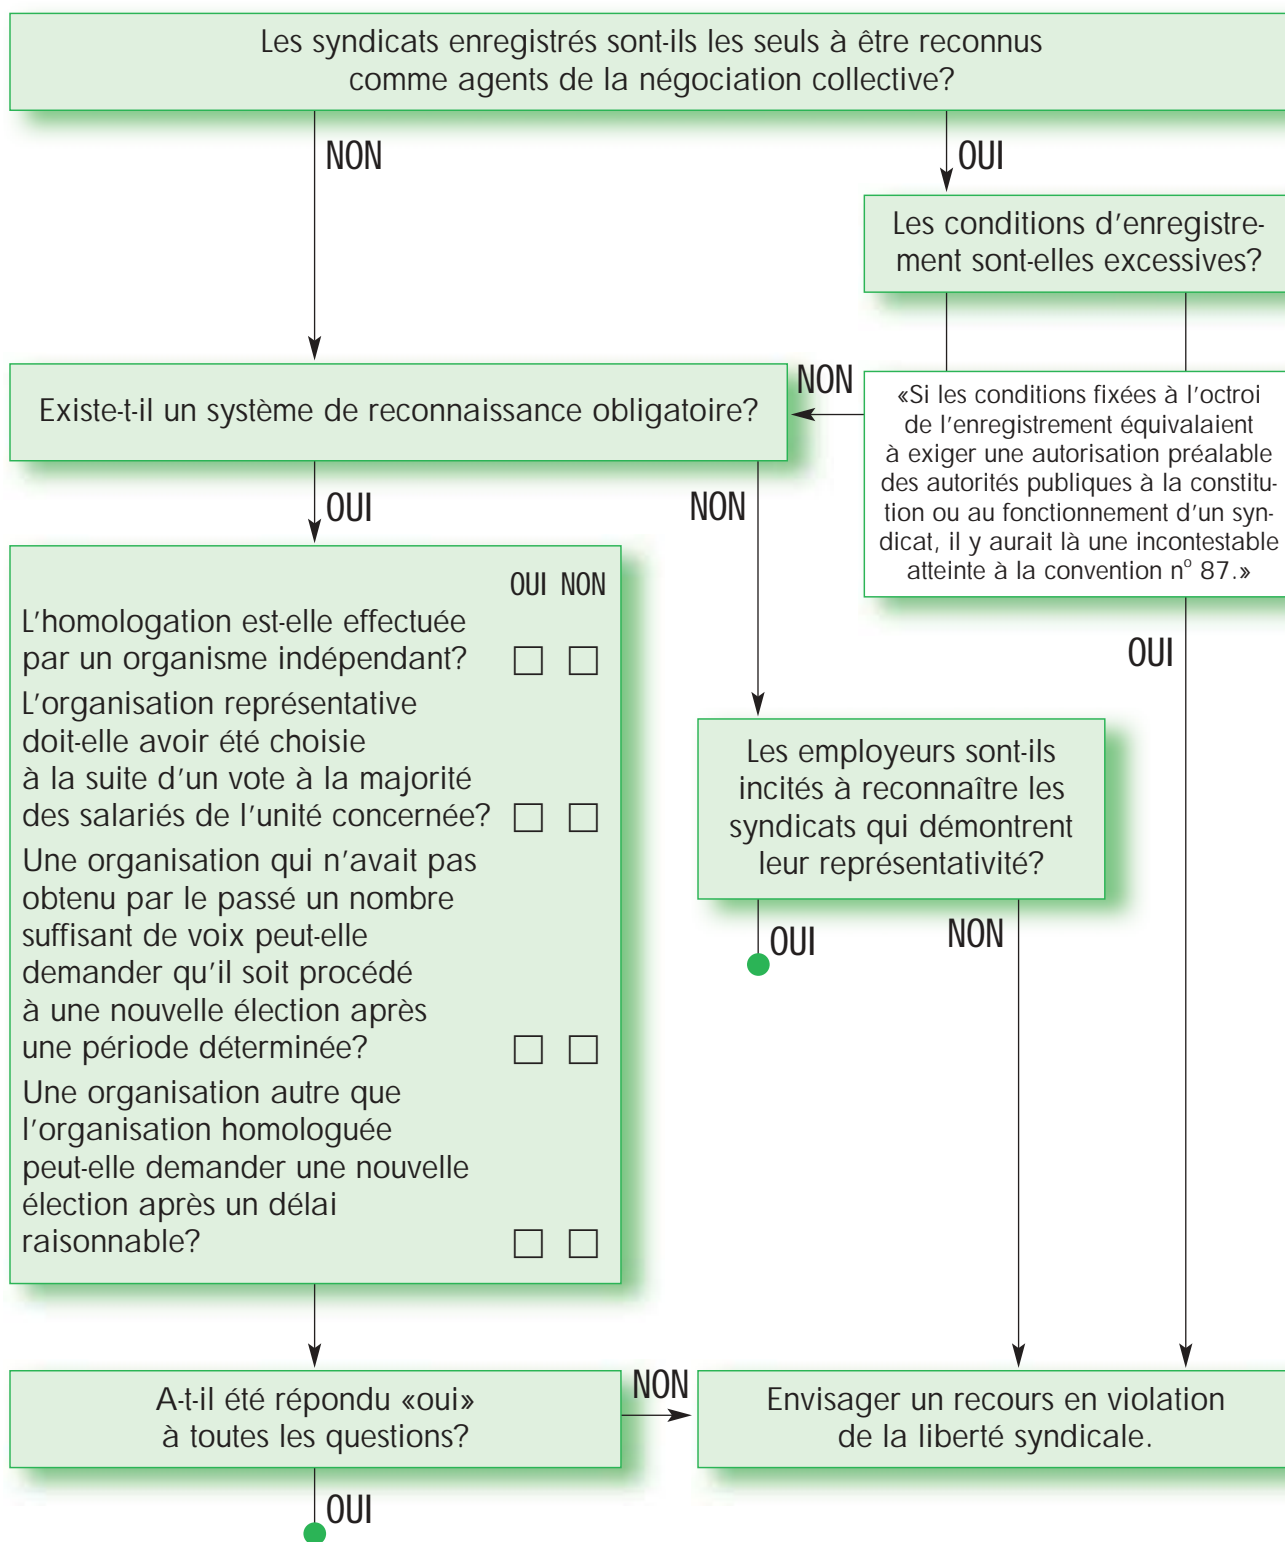 Les syndicats enregistrés sont-ils les seuls à être reconnus
comme agents de la négociation collective?
NON
OUI
Les conditions d'enregistre-
ment sont-elles excessives?
Existe-t-il un système de reconnaissance obligatoire?
NON
«Si les conditions fixées à l'octroi
de l'enregistrement équivalaient
à exiger une autorisation préalable
des autorités publiques à la constitu-
tion ou au fonctionnement d'un syn-
dicat, il y aurait là une incontestable
atteinte à la convention nº 87.»
OUI
NON
OUI
OUI NON
L'homologation est-elle effectuée
par un organisme indépendant? □ □
L'organisation représentative
doit-elle avoir été choisie
à la suite d'un vote à la majorité
des salariés de l'unité concernée? □ □
Une organisation qui n'avait pas
obtenu par le passé un nombre
suffisant de voix peut-elle
demander qu'il soit procédé
à une nouvelle élection après
une période déterminée? □ □
Une organisation autre que
l'organisation homologuée
peut-elle demander une nouvelle
élection après un délai
raisonnable? □ □
Les employeurs sont-ils
incités à reconnaître les
syndicats qui démontrent
leur représentativité?
OUI
NON
A-t-il été répondu «oui»
à toutes les questions?
NON
Envisager un recours en violation
de la liberté syndicale.
OUI